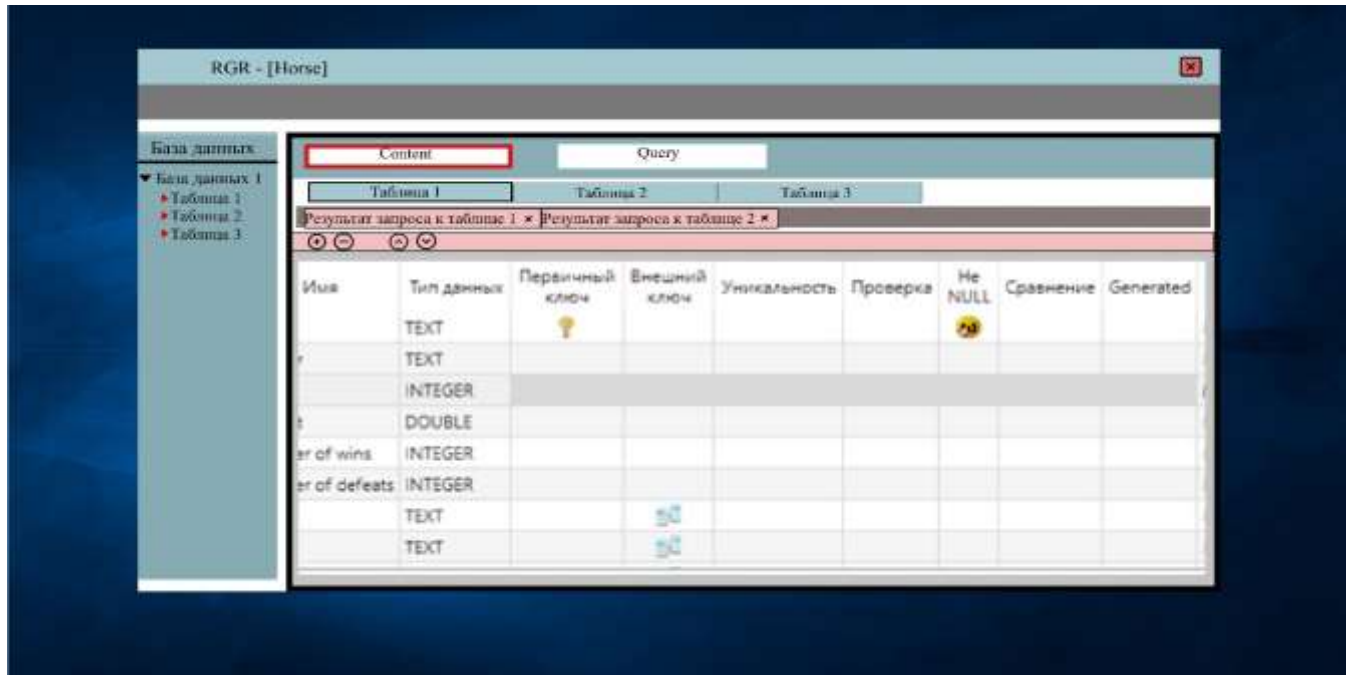 RGR - [Horse]
База данных
База данных 1
Таблица 1
Таблица 2
Таблица 3
Content
Query
Таблица 1
Таблица 2
Таблица 3
Результат запроса к таблице 1 ×
Результат запроса к таблице 2 ×
Имя
Тип данных
Первичный ключ
Внешний ключ
Уникальность
Проверка
Не NULL
Сравнение
Generated
TEXT
TEXT
INTEGER
DOUBLE
er of wins INTEGER
er of defeats INTEGER
TEXT
TEXT